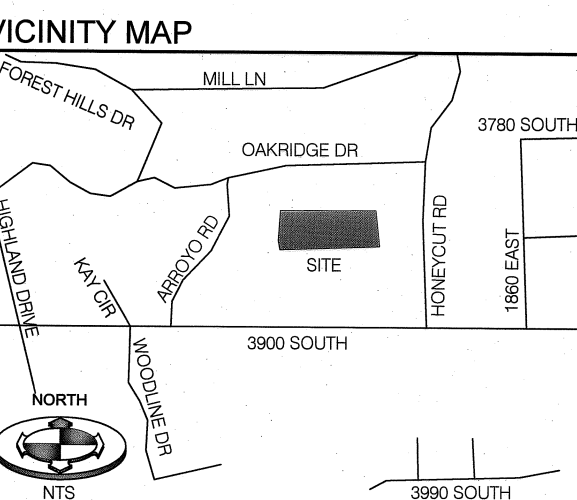 VICINITY MAP
FOREST HILLS DR
MILL LN
3780 SOUTH
OAKRIDGE DR
HIGHLAND DRIVE
KAY CIR
ARROYO RD
HONEYCUT RD
1860 EAST
SITE
3900 SOUTH
WOODLINE DR
NORTH
NTS
3990 SOUTH